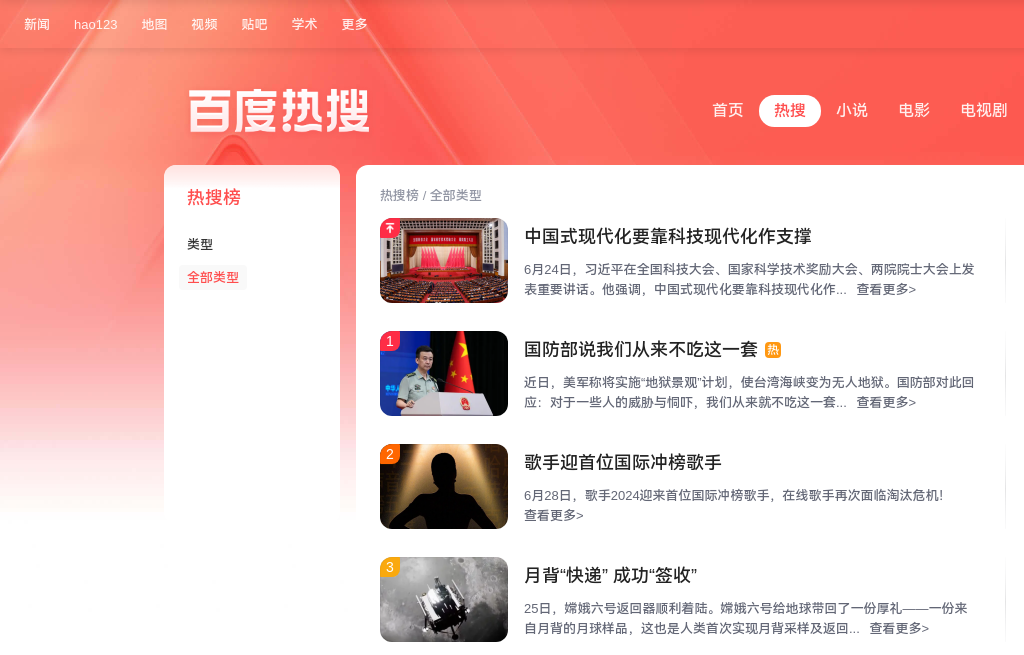 新闻 hao123 地图 视频 贴吧 学术 更多
百度热搜
首页 热搜 小说 电影 电视剧
热搜榜
类型
全部类型
热搜榜 / 全部类型
中国式现代化要靠科技现代化作支撑
6月24日，习近平在全国科技大会、国家科学技术奖励大会、两院院士大会上发
表重要讲话。他强调，中国式现代化要靠科技现代化作... 查看更多>
1
国防部说我们从来不吃这一套 热
近日，美军称将实施“地狱景观”计划，使台湾海峡变为无人地狱。国防部对此回
应：对于一些人的威胁与恫吓，我们从来就不吃这一套... 查看更多>
2
歌手迎首位国际冲榜歌手
6月28日，歌手2024迎来首位国际冲榜歌手，在线歌手再次面临淘汰危机！
查看更多>
3
月背“快递” 成功“签收”
25日，嫦娥六号返回器顺利着陆。嫦娥六号给地球带回了一份厚礼——一份来
自月背的月球样品，这也是人类首次实现月背采样及返回... 查看更多>